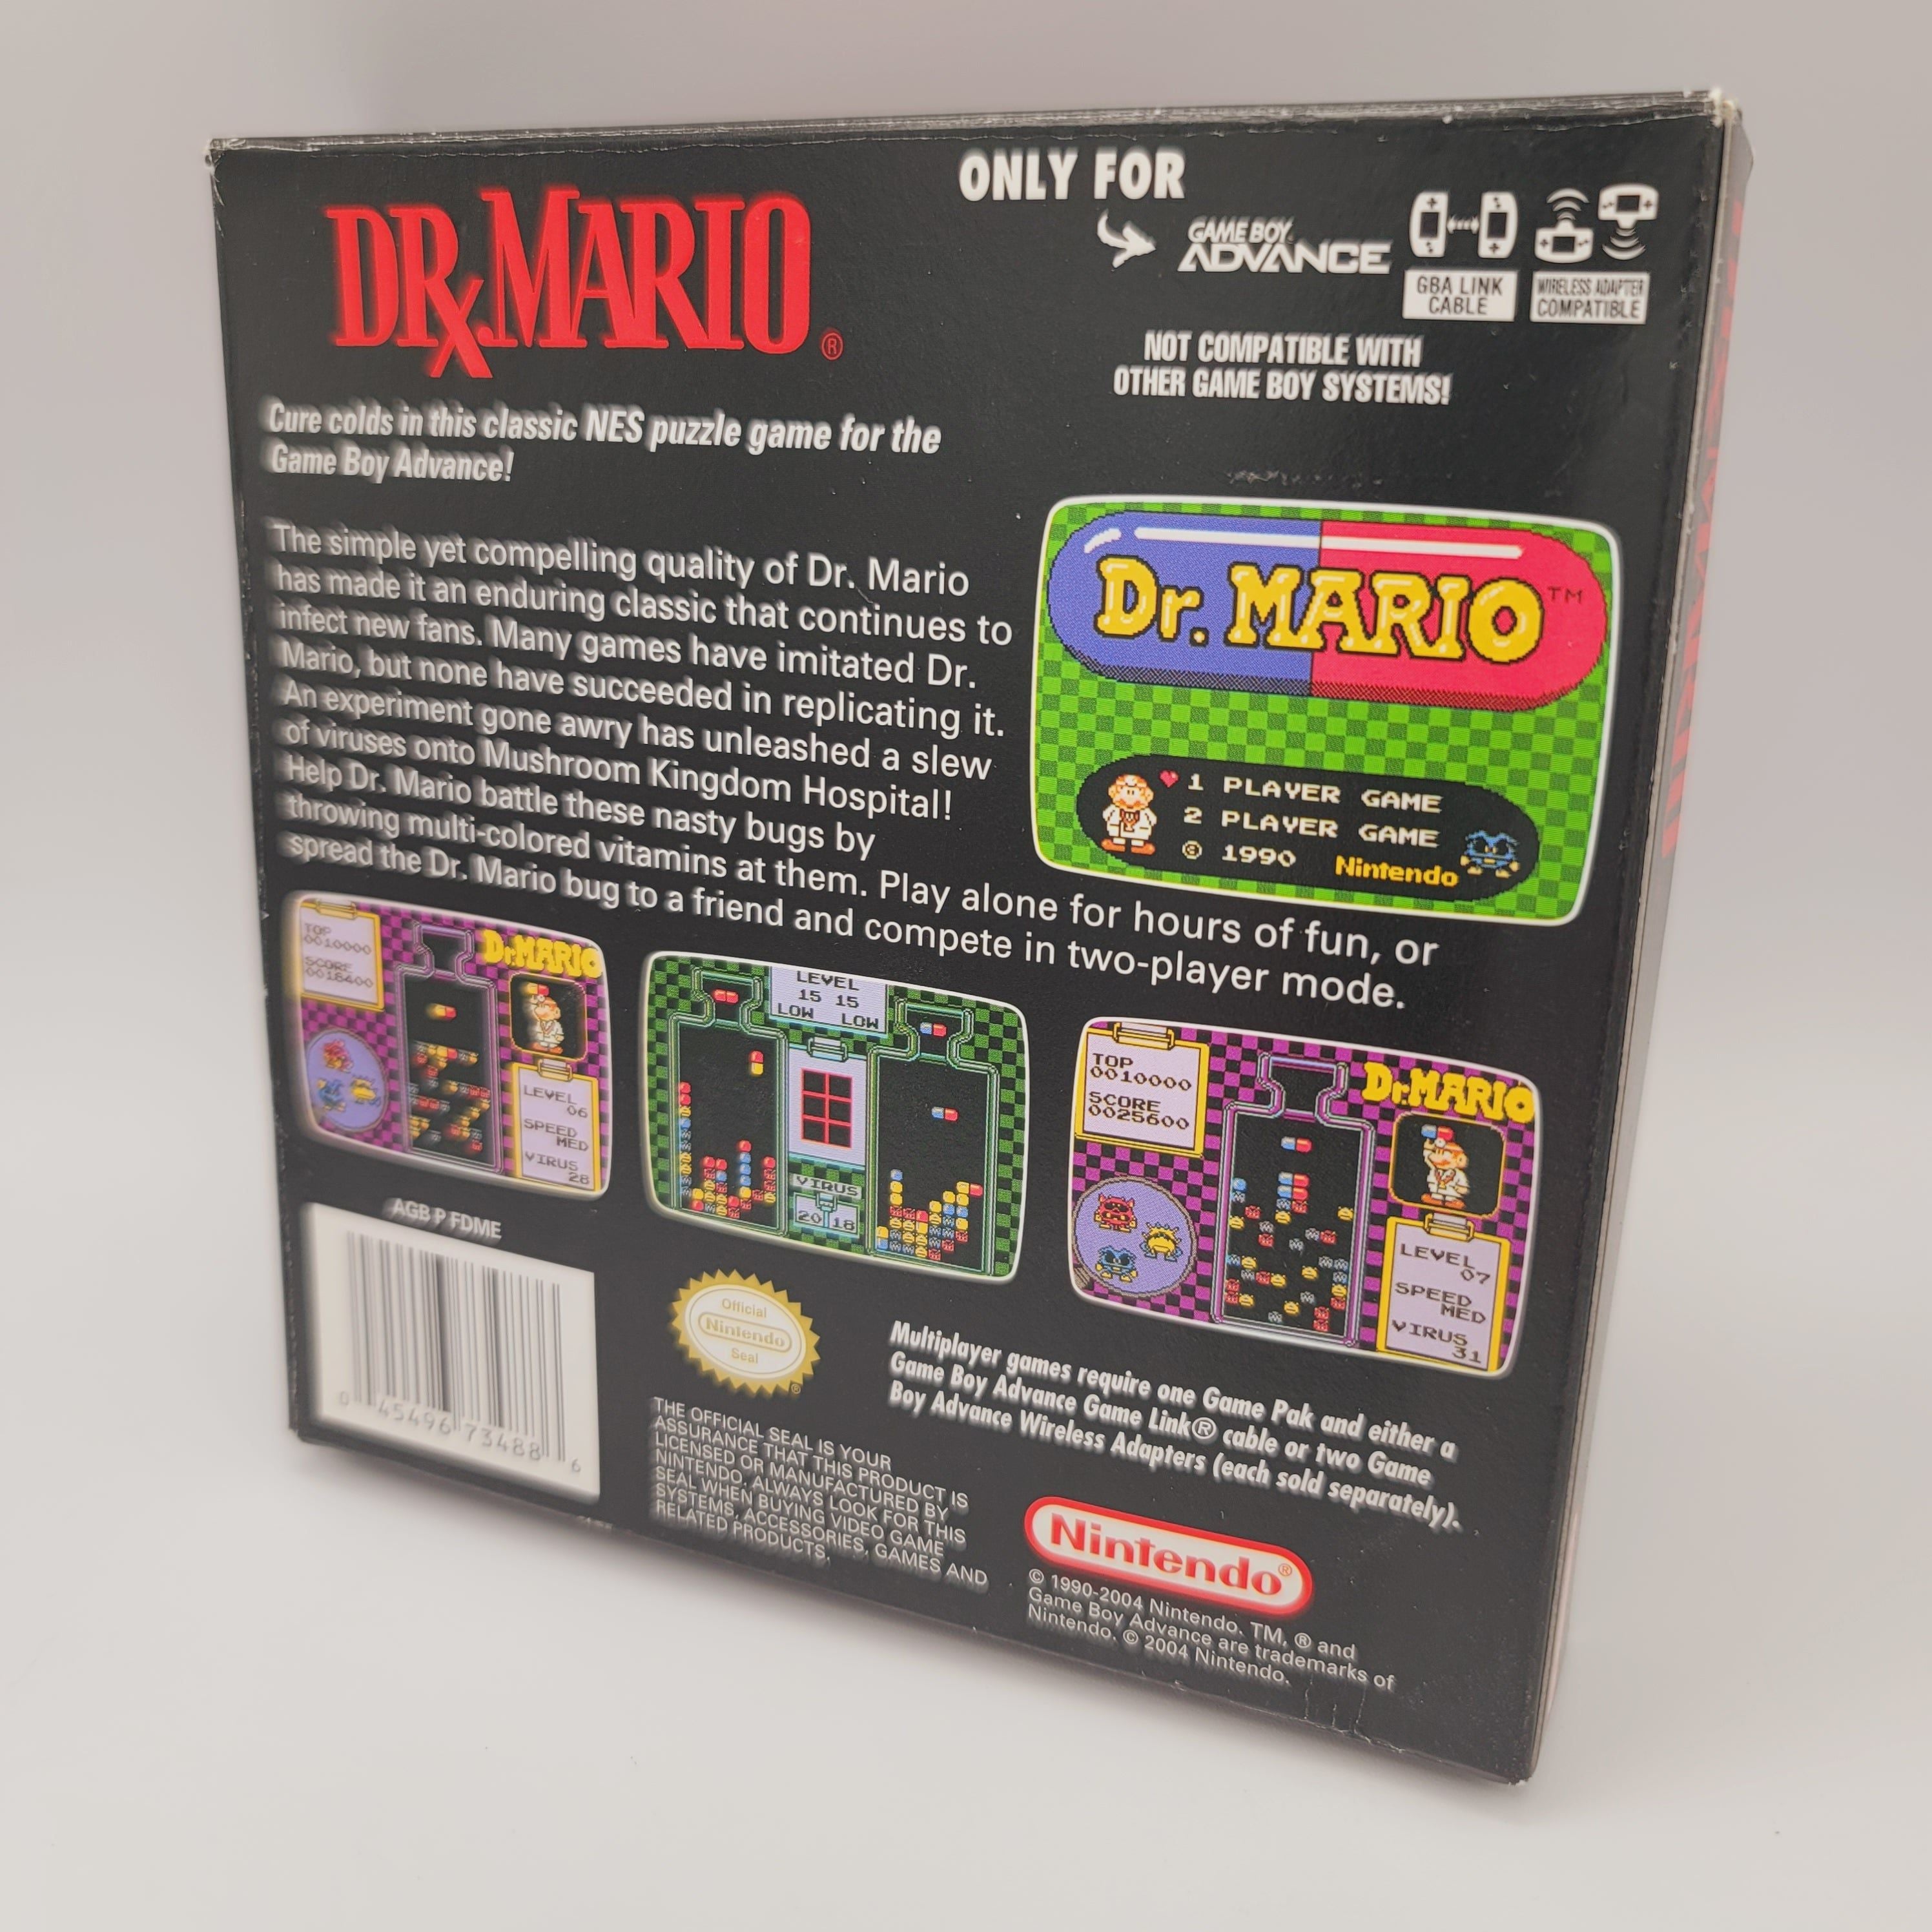 DRx.MARIO®
ONLY FOR
GAME BOY
ADVANCE
GBA LINK
CABLE
WIRELESS ADAPTER
COMPATIBLE
NOT COMPATIBLE WITH
OTHER GAME BOY SYSTEMS!
Cure colds in this classic NES puzzle game for the
Game Boy Advance!
The simple yet compelling quality of Dr. Mario
has made it an enduring classic that continues to
infect new fans. Many games have imitated Dr.
Mario, but none have succeeded in replicating it.
An experiment gone awry has unleashed a slew
of viruses onto Mushroom Kingdom Hospital!
Help Dr. Mario battle these nasty bugs by
throwing multi-colored vitamins at them. Play alone for hours of fun, or
spread the Dr. Mario bug to a friend and compete in two-player mode.
Dr. MARIO™
1 PLAYER GAME
2 PLAYER GAME
© 1990 Nintendo
TOP
0010000
SCORE
0018400
Dr.MARIO
LEVEL
06
SPEED
MED
VIRUS
28
LEVEL
15 15
LOW LOW
VIRUS
20 18
TOP
0010000
SCORE
0025600
Dr.MARIO
LEVEL
07
SPEED
MED
VIRUS
31
AGB P FDME
0 45496 73488 6
Official
Nintendo
Seal
®
THE OFFICIAL SEAL IS YOUR
ASSURANCE THAT THIS PRODUCT IS
LICENSED OR MANUFACTURED BY
NINTENDO. ALWAYS LOOK FOR THIS
SEAL WHEN BUYING VIDEO GAME
SYSTEMS, ACCESSORIES, GAMES AND
RELATED PRODUCTS.
Multiplayer games require one Game Pak and either a
Game Boy Advance Game Link® cable or two Game
Boy Advance Wireless Adapters (each sold separately).
Nintendo®
© 1990-2004 Nintendo. TM, ® and
Game Boy Advance are trademarks of
Nintendo. © 2004 Nintendo.